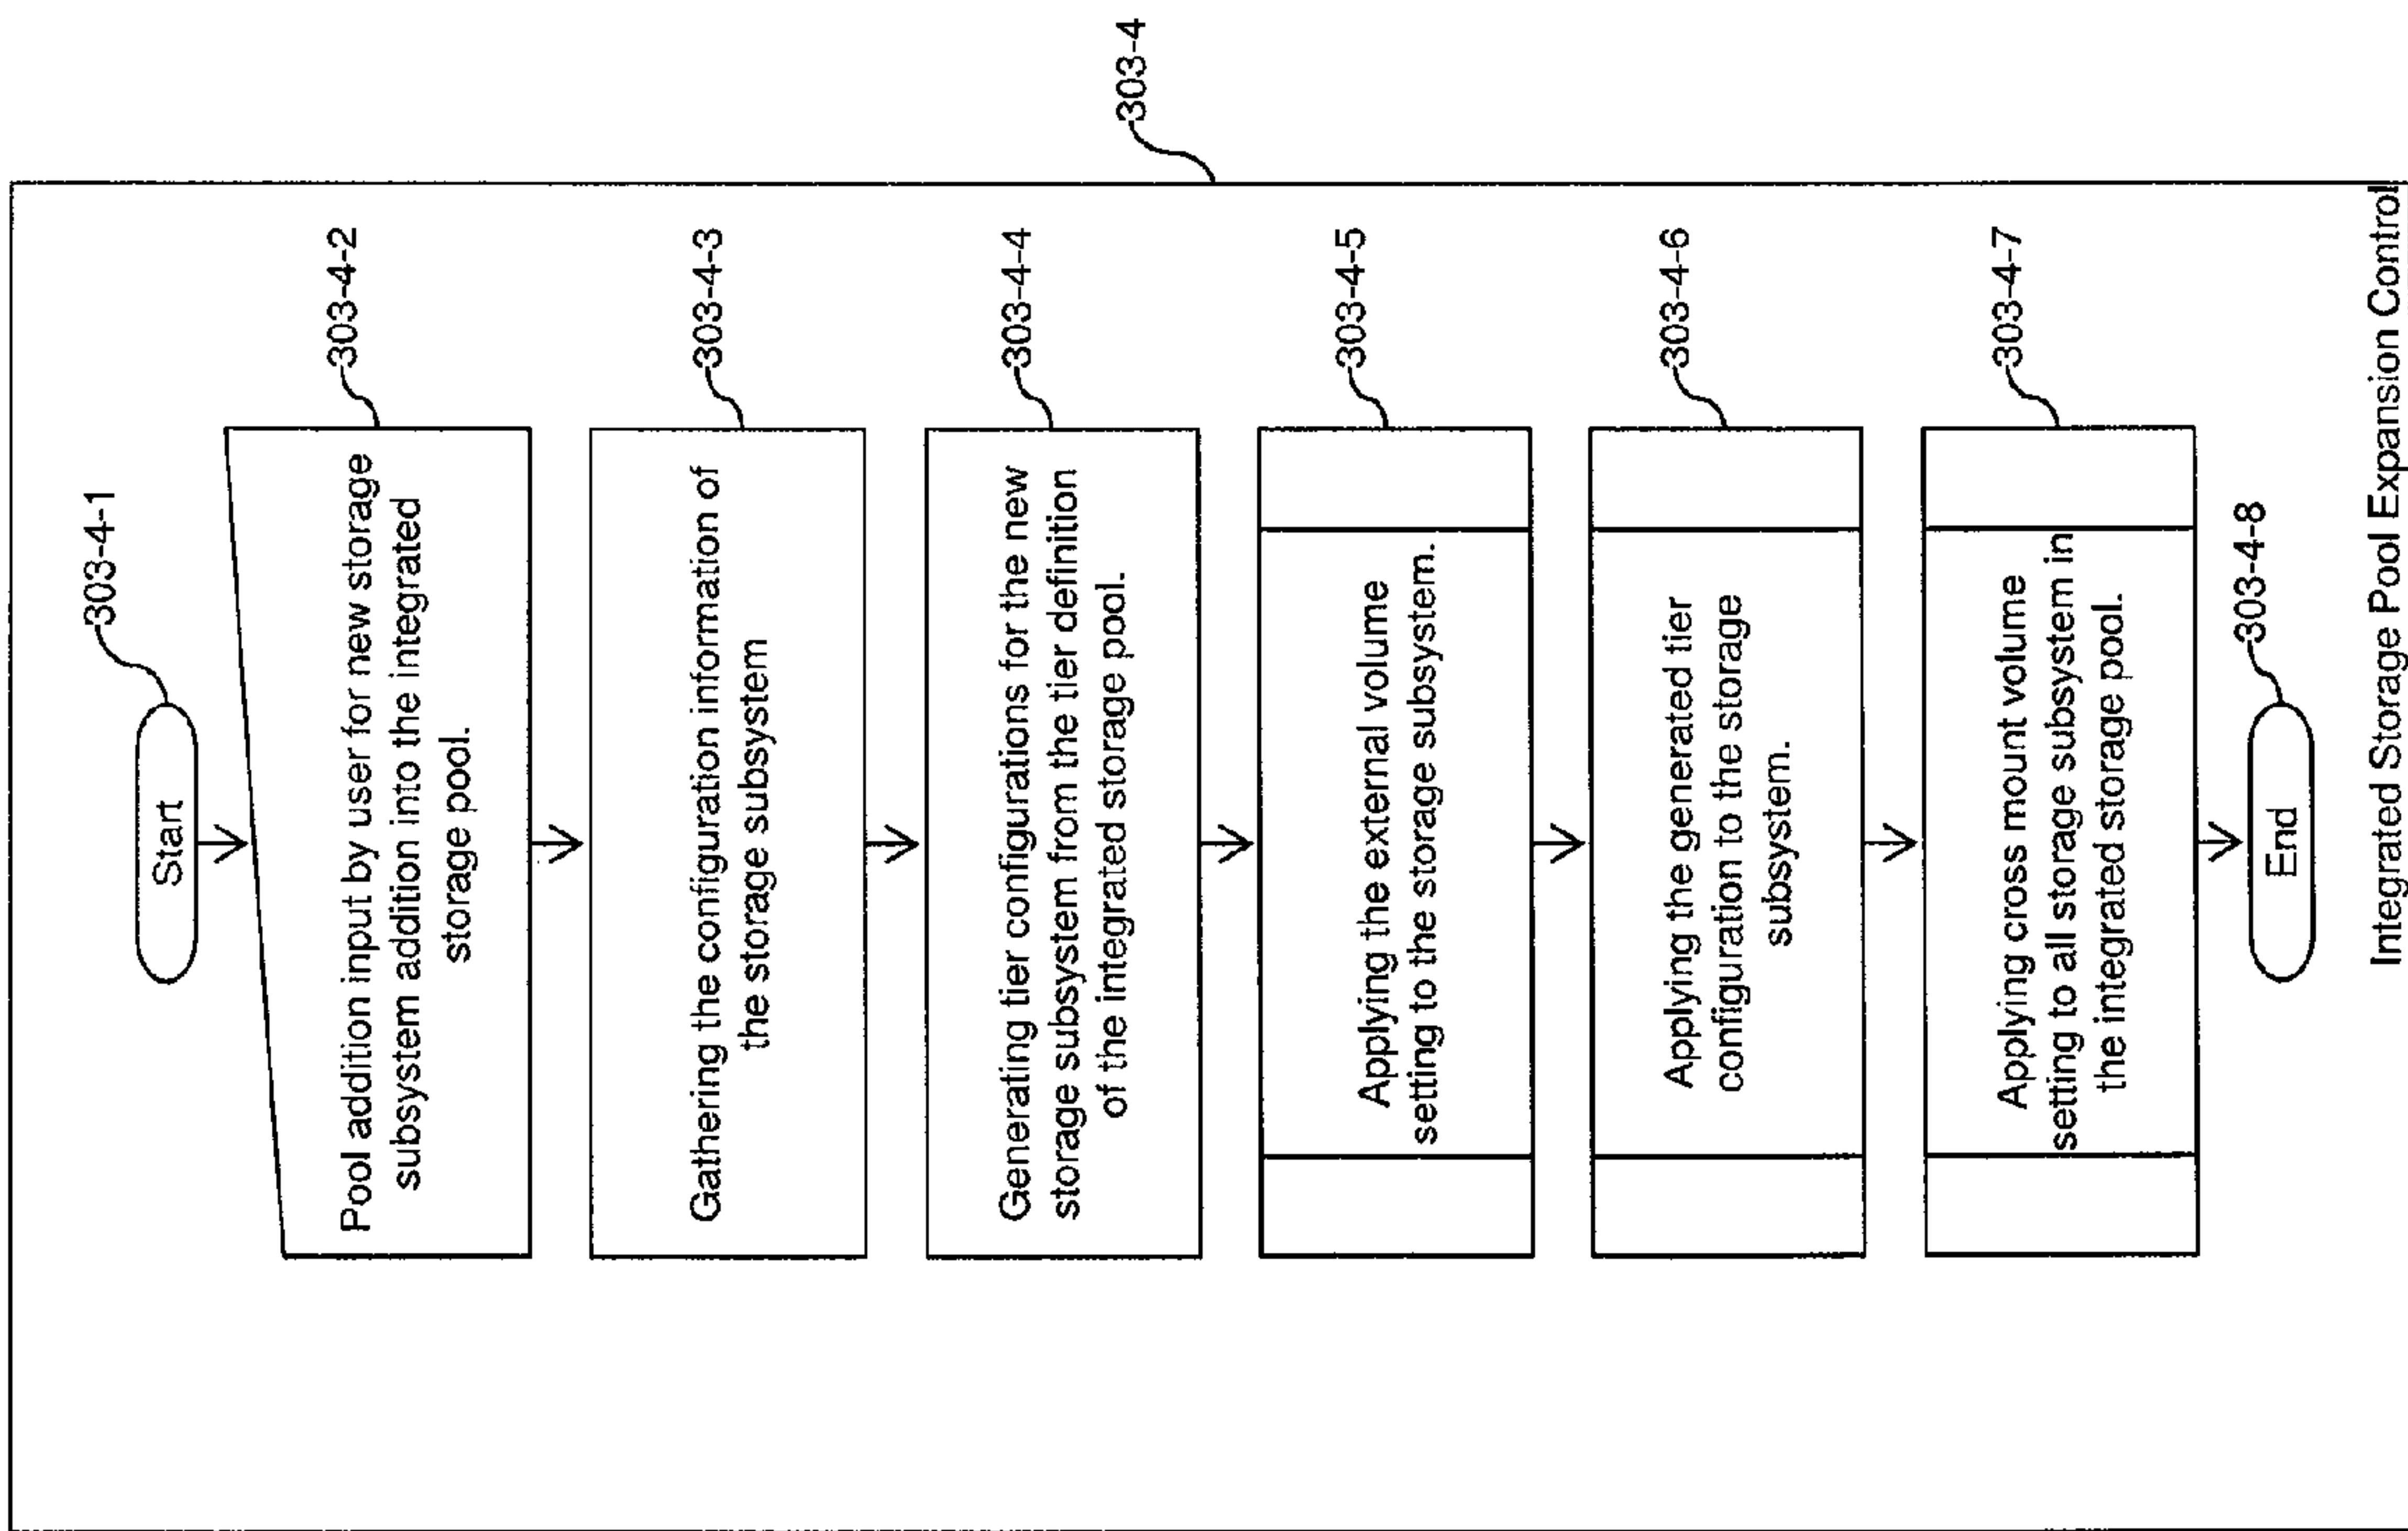 303-4-1
Start
Pool addition input by user for new storage
subsystem addition into the integrated
storage pool.
303-4-2
Gathering the configuration information of
the storage subsystem
303-4-3
Generating tier configurations for the new
storage subsystem from the tier definition
of the integrated storage pool.
303-4-4
Applying the external volume
setting to the storage subsystem.
303-4-5
Applying the generated tier
configuration to the storage
subsystem.
303-4-6
Applying cross mount volume
setting to all storage subsystem in
the integrated storage pool.
303-4-7
End
303-4-8
Integrated Storage Pool Expansion Control
303-4